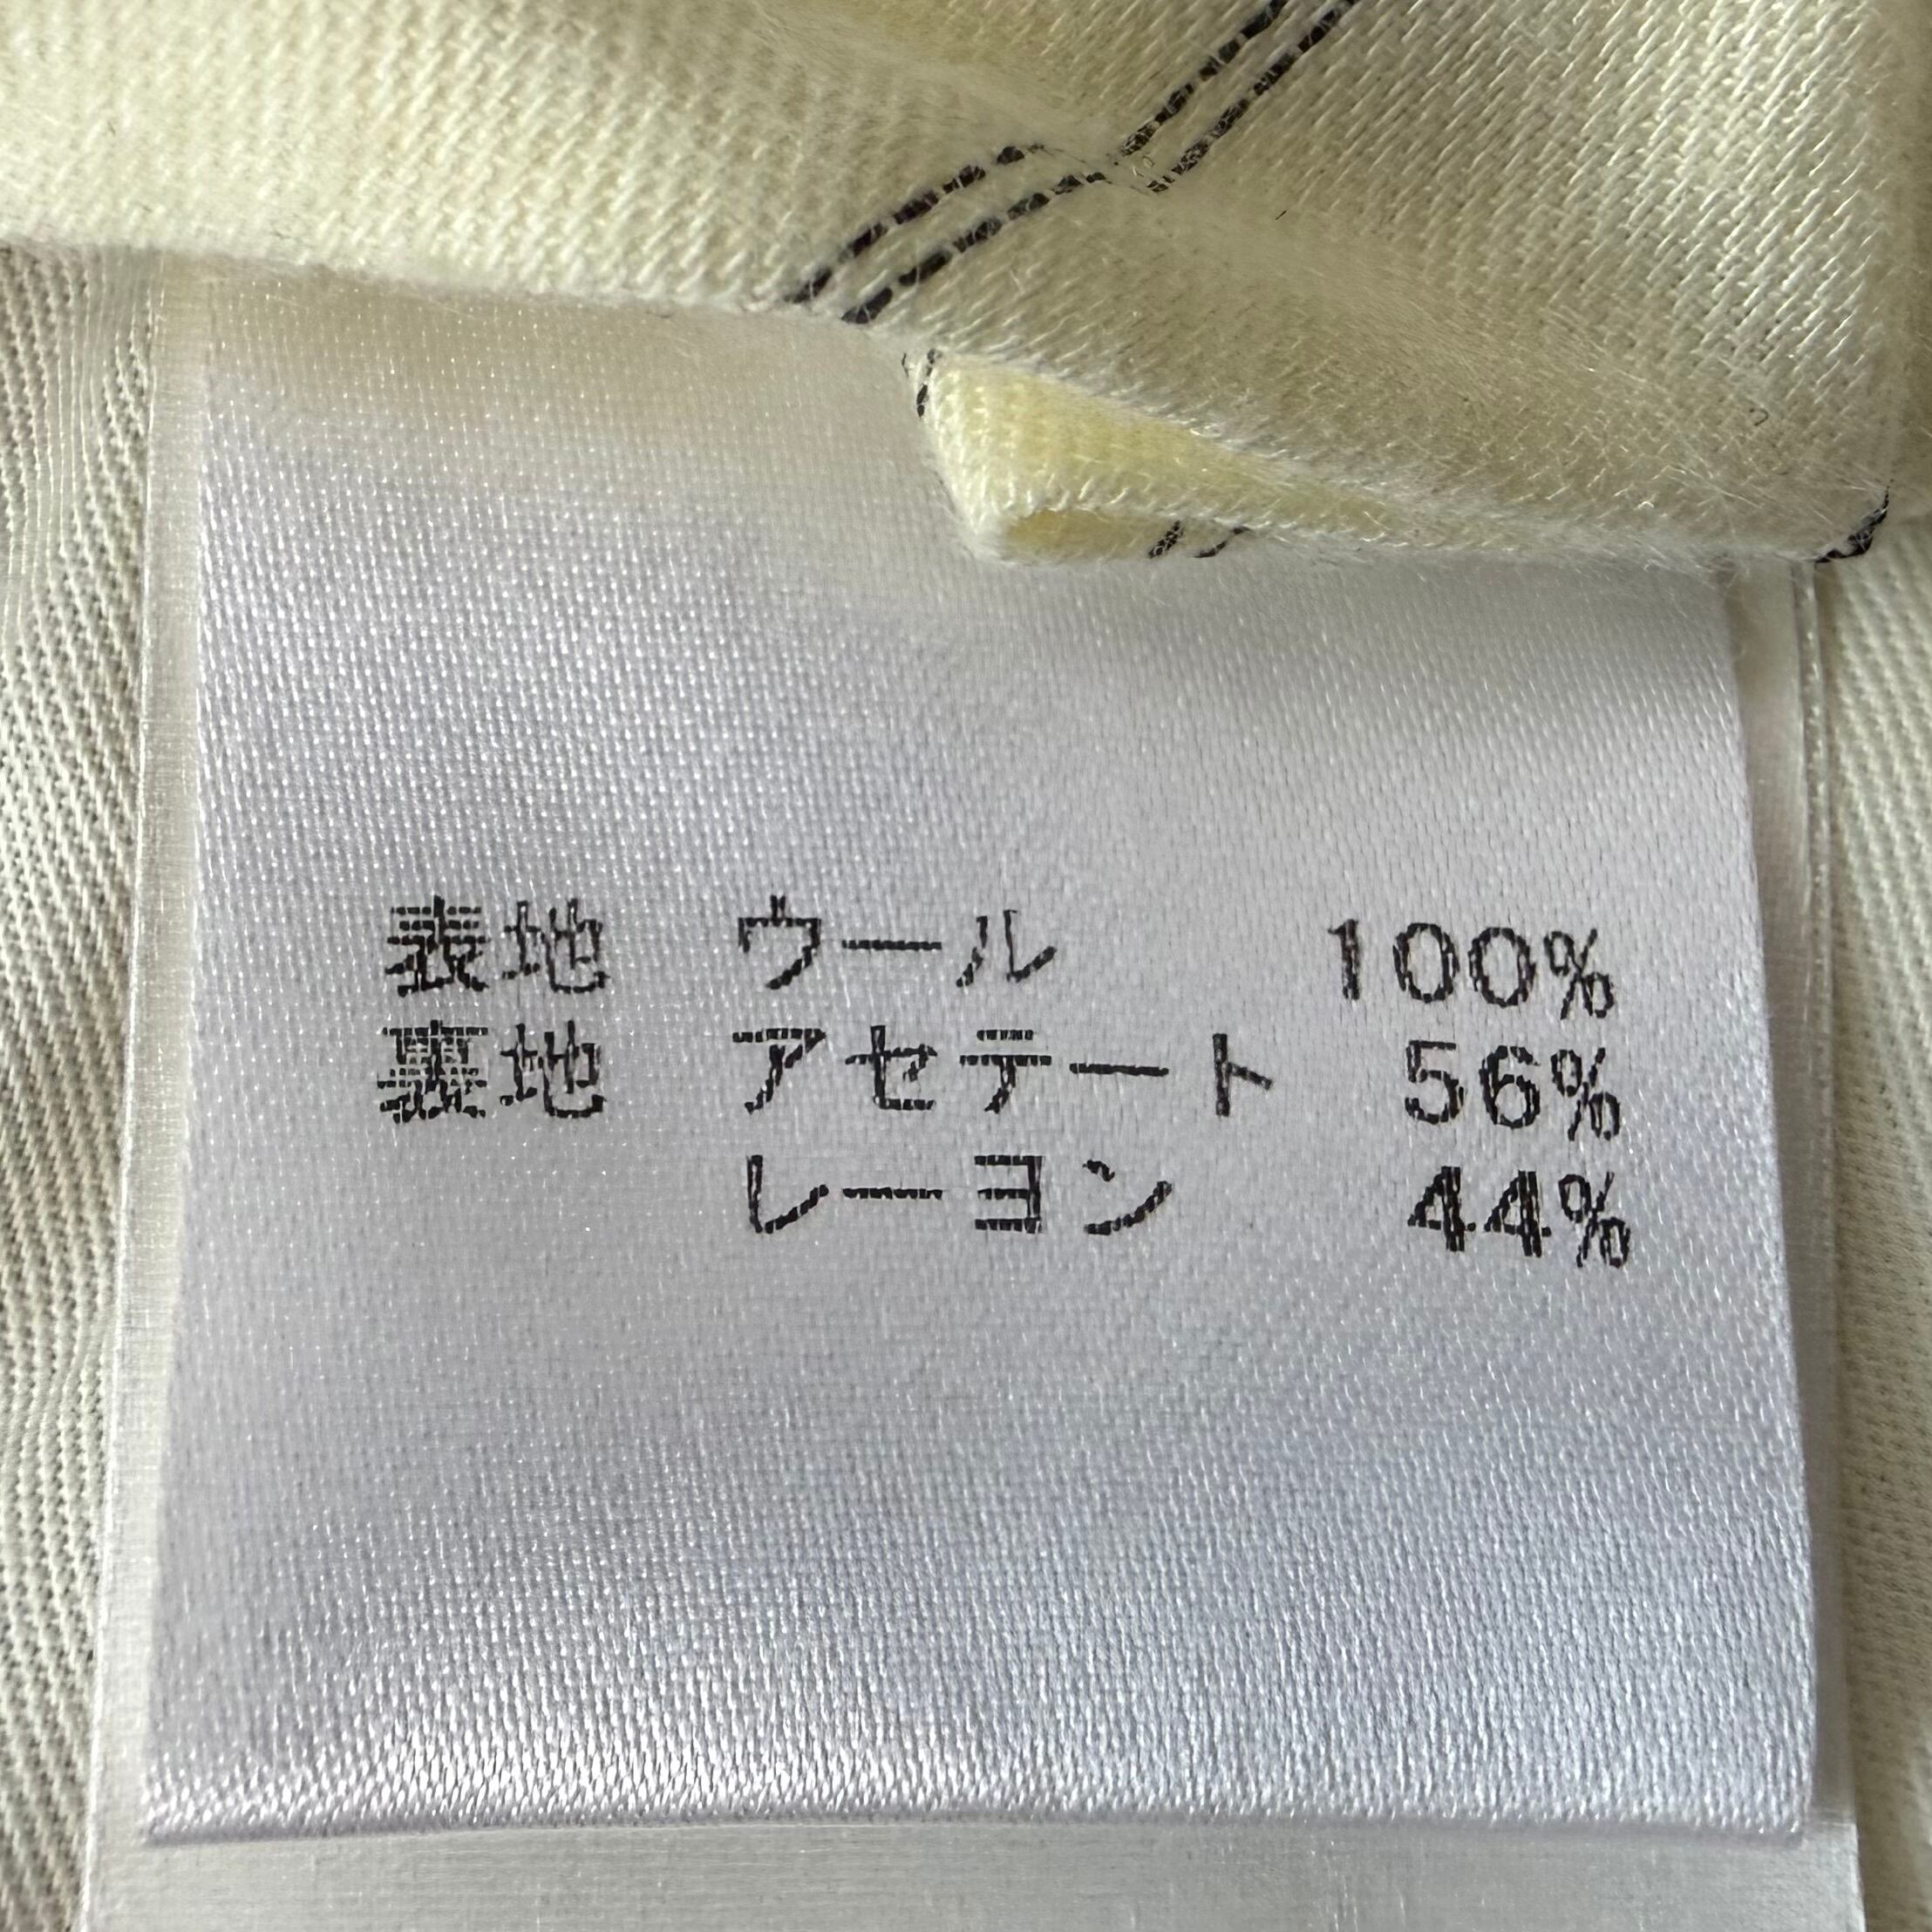 表地 ウール 100%
裏地 アセテート 56%
レーヨン 44%